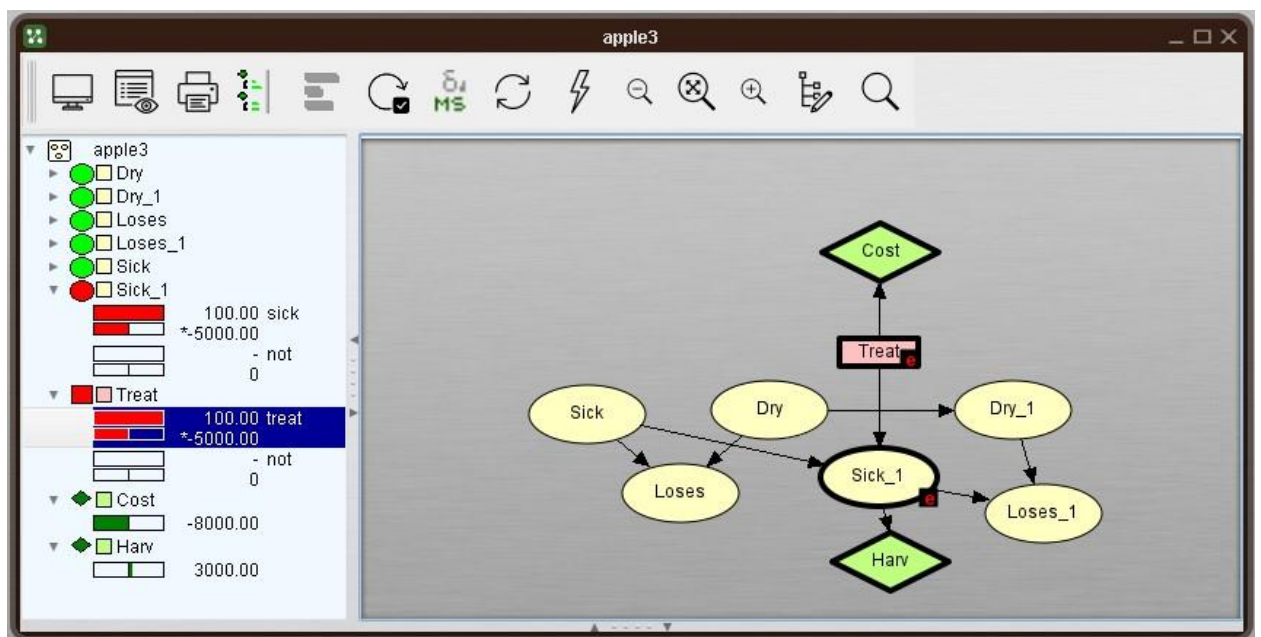 apple3
MS
apple3
Dry
Dry_1
Loses
Loses_1
Sick
Sick_1
100.00 sick
*-5000.00
- not
0
Treat
100.00 treat
*-5000.00
- not
0
Cost
-8000.00
Harv
3000.00
Cost
Treat
e
Sick
Dry
Dry_1
Sick_1
e
Loses
Loses_1
Harv